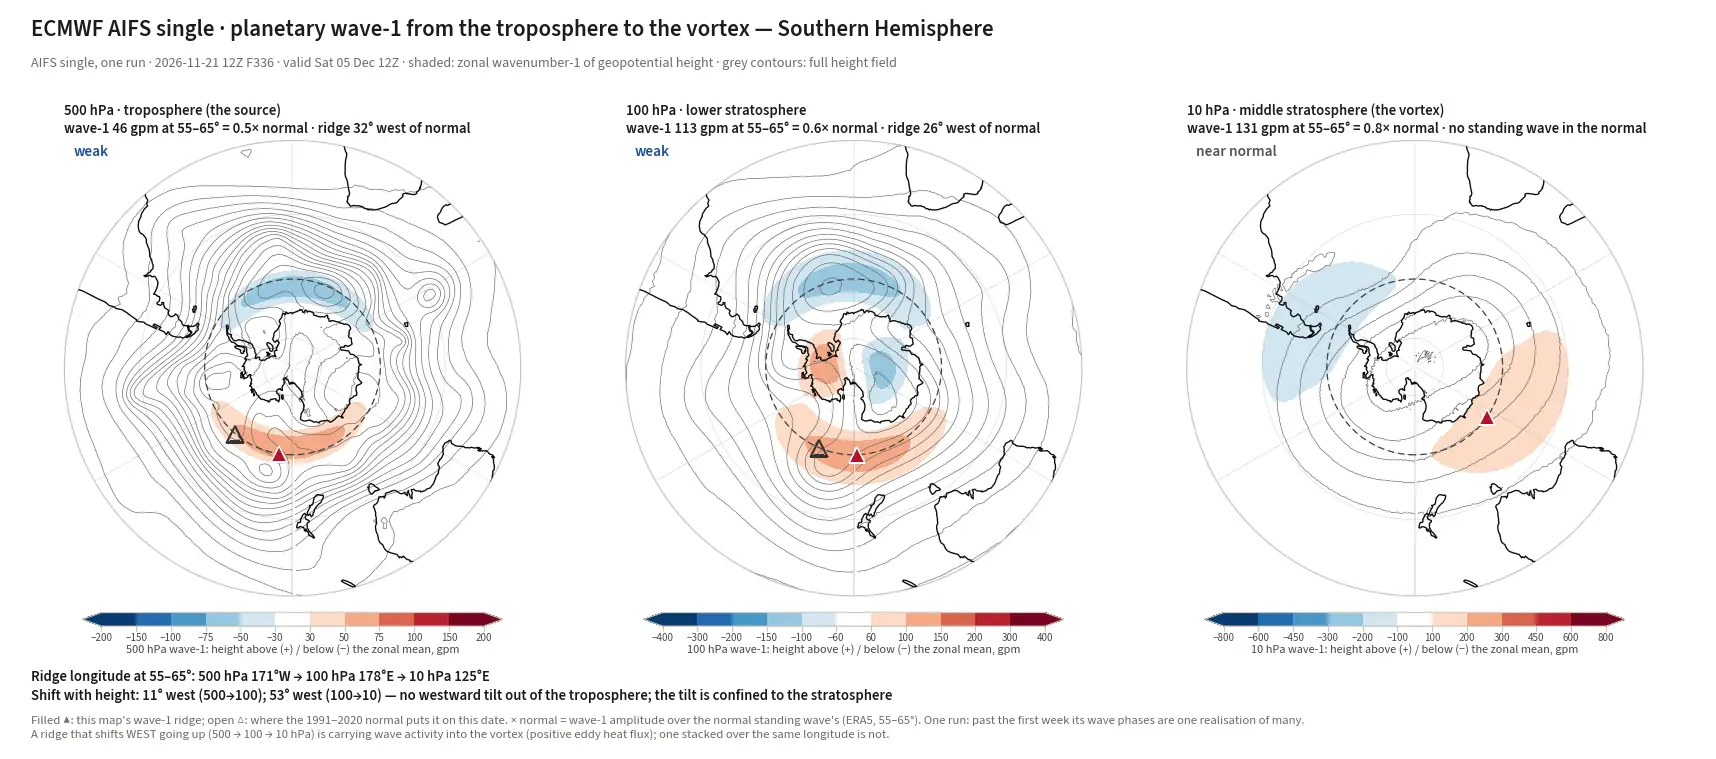 ECMWF AIFS single · planetary wave-1 from the troposphere to the vortex — Southern Hemisphere
AIFS single, one run · 2026-11-21 12Z F336 · valid Sat 05 Dec 12Z · shaded: zonal wavenumber-1 of geopotential height · grey contours: full height field
500 hPa · troposphere (the source)
wave-1 46 gpm at 55–65° = 0.5× normal · ridge 32° west of normal
weak
100 hPa · lower stratosphere
wave-1 113 gpm at 55–65° = 0.6× normal · ridge 26° west of normal
weak
10 hPa · middle stratosphere (the vortex)
wave-1 131 gpm at 55–65° = 0.8× normal · no standing wave in the normal
near normal
−200 −150 −100 −75 −50 −30 30 50 75 100 150 200
500 hPa wave-1: height above (+) / below (−) the zonal mean, gpm
−400 −300 −200 −150 −100 −60 60 100 150 200 300 400
100 hPa wave-1: height above (+) / below (−) the zonal mean, gpm
−800 −600 −450 −300 −200 −100 100 200 300 450 600 800
10 hPa wave-1: height above (+) / below (−) the zonal mean, gpm
Ridge longitude at 55–65°: 500 hPa 171°W → 100 hPa 178°E → 10 hPa 125°E
Shift with height: 11° west (500→100); 53° west (100→10) — no westward tilt out of the troposphere; the tilt is confined to the stratosphere
Filled ▲: this map's wave-1 ridge; open △: where the 1991–2020 normal puts it on this date. × normal = wave-1 amplitude over the normal standing wave's (ERA5, 55–65°). One run: past the first week its wave phases are one realisation of many.
A ridge that shifts WEST going up (500 → 100 → 10 hPa) is carrying wave activity into the vortex (positive eddy heat flux); one stacked over the same longitude is not.